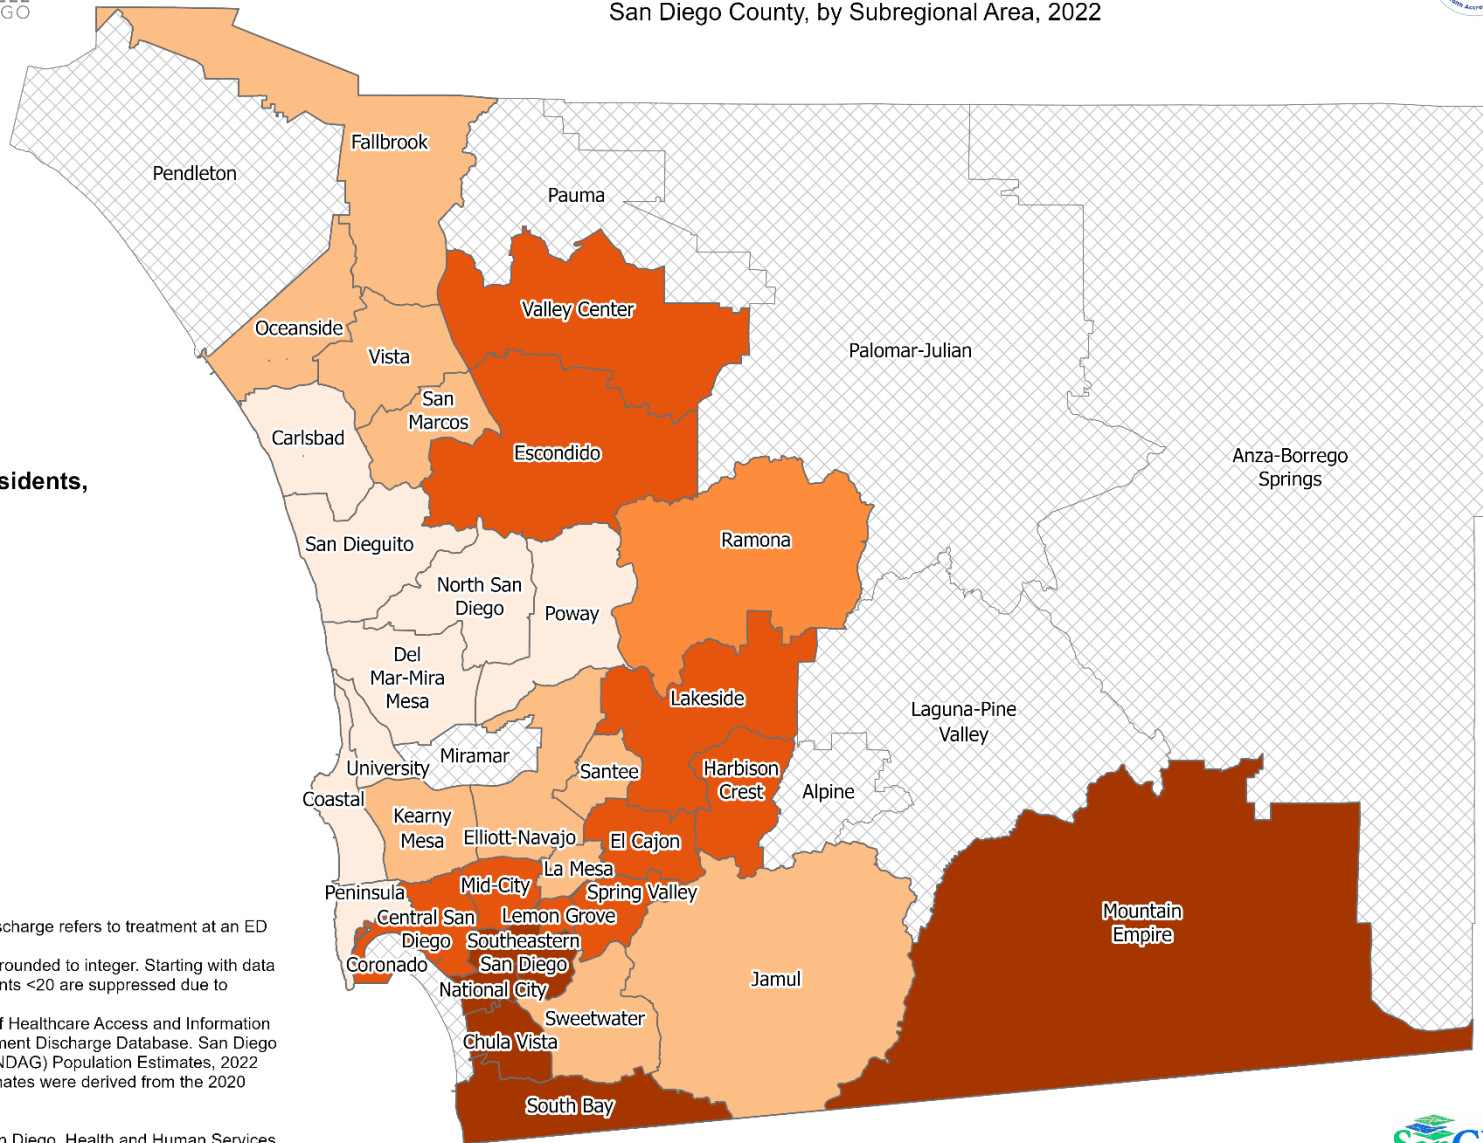 GO
San Diego County, by Subregional Area, 2022
Fallbrook
Pendleton
Pauma
Valley Center
Oceanside
Vista
Palomar-Julian
San
Marcos
Carlsbad
Escondido
Anza-Borrego
Springs
sidents,
San Dieguito
Ramona
North San
Diego
Poway
Del
Mar-Mira
Mesa
Lakeside
Laguna-Pine
Valley
Miramar
University
Santee
Harbison
Crest
Alpine
Coastal
Kearny
Mesa
Elliott-Navajo
El Cajon
La Mesa
Mid-City
Peninsula
Spring Valley
Central San
Diego
Lemon Grove
Mountain
Empire
Southeastern
San Diego
Coronado
National City
Jamul
Sweetwater
Chula Vista
South Bay
scharge refers to treatment at an ED
rounded to integer. Starting with data
nts <20 are suppressed due to
f Healthcare Access and Information
ment Discharge Database. San Diego
NDAG) Population Estimates, 2022
mates were derived from the 2020
n Diego, Health and Human Services